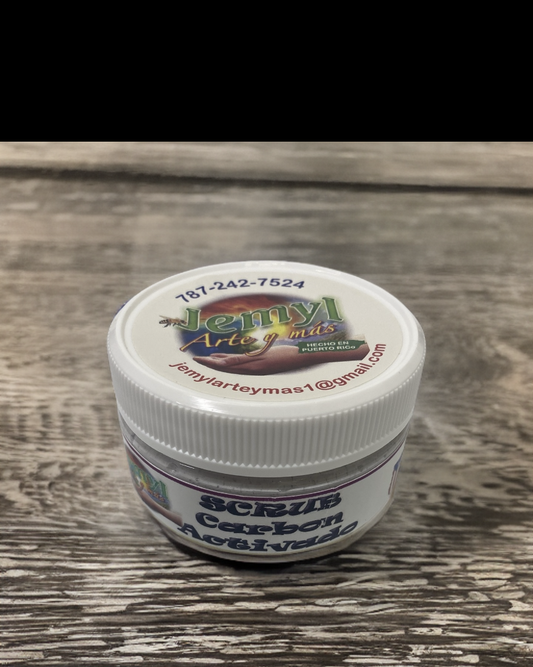 787-242-7524
Jemyl
Arte y más
HECHO EN
PUERTO RICO
jemylarteymas1@gmail.com
SCRUB
Carbon
Activado